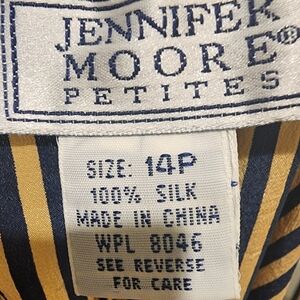 JENNIFER
MOORE®
PETITES
SIZE: 14P
100% SILK
MADE IN CHINA
WPL 8046
SEE REVERSE
FOR CARE